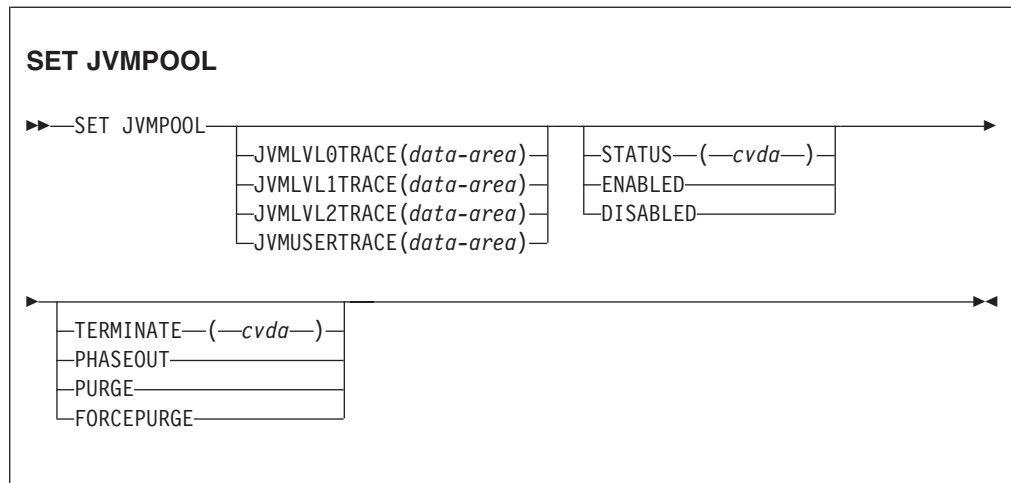 SET JVMPOOL
SET JVMPOOL
JVMLVL0TRACE(data-area)
JVMLVL1TRACE(data-area)
JVMLVL2TRACE(data-area)
JVMUSERTRACE(data-area)
STATUS ( cvda )
ENABLED
DISABLED
TERMINATE ( cvda )
PHASEOUT
PURGE
FORCEPURGE